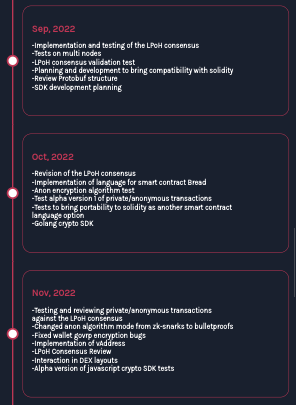 Sep, 2022
-Implementation and testing of the LPoH consensus
-Tests on multi nodes
-LPoH consensus validation test
-Planning and development to bring compatibility with solidity
-Review Protobuf structure
-SDK development planning
Oct, 2022
-Revision of the LPoH consensus
-Implementation of language for smart contract Bread
-Anon encryption algorithm test
-Test alpha version 1 of private/anonymous transactions
-Tests to bring portability to solidity as another smart contract
language option
-Golang crypto SDK
Nov, 2022
-Testing and reviewing private/anonymous transactions
against the LPoH consensus
-Changed anon algorithm mode from zk-snarks to bulletproofs
-Fixed wallet govrp encryption bugs
-Implementation of vAddress
-LPoH Consensus Review
-Interaction in DEX layouts
-Alpha version of javascript crypto SDK tests